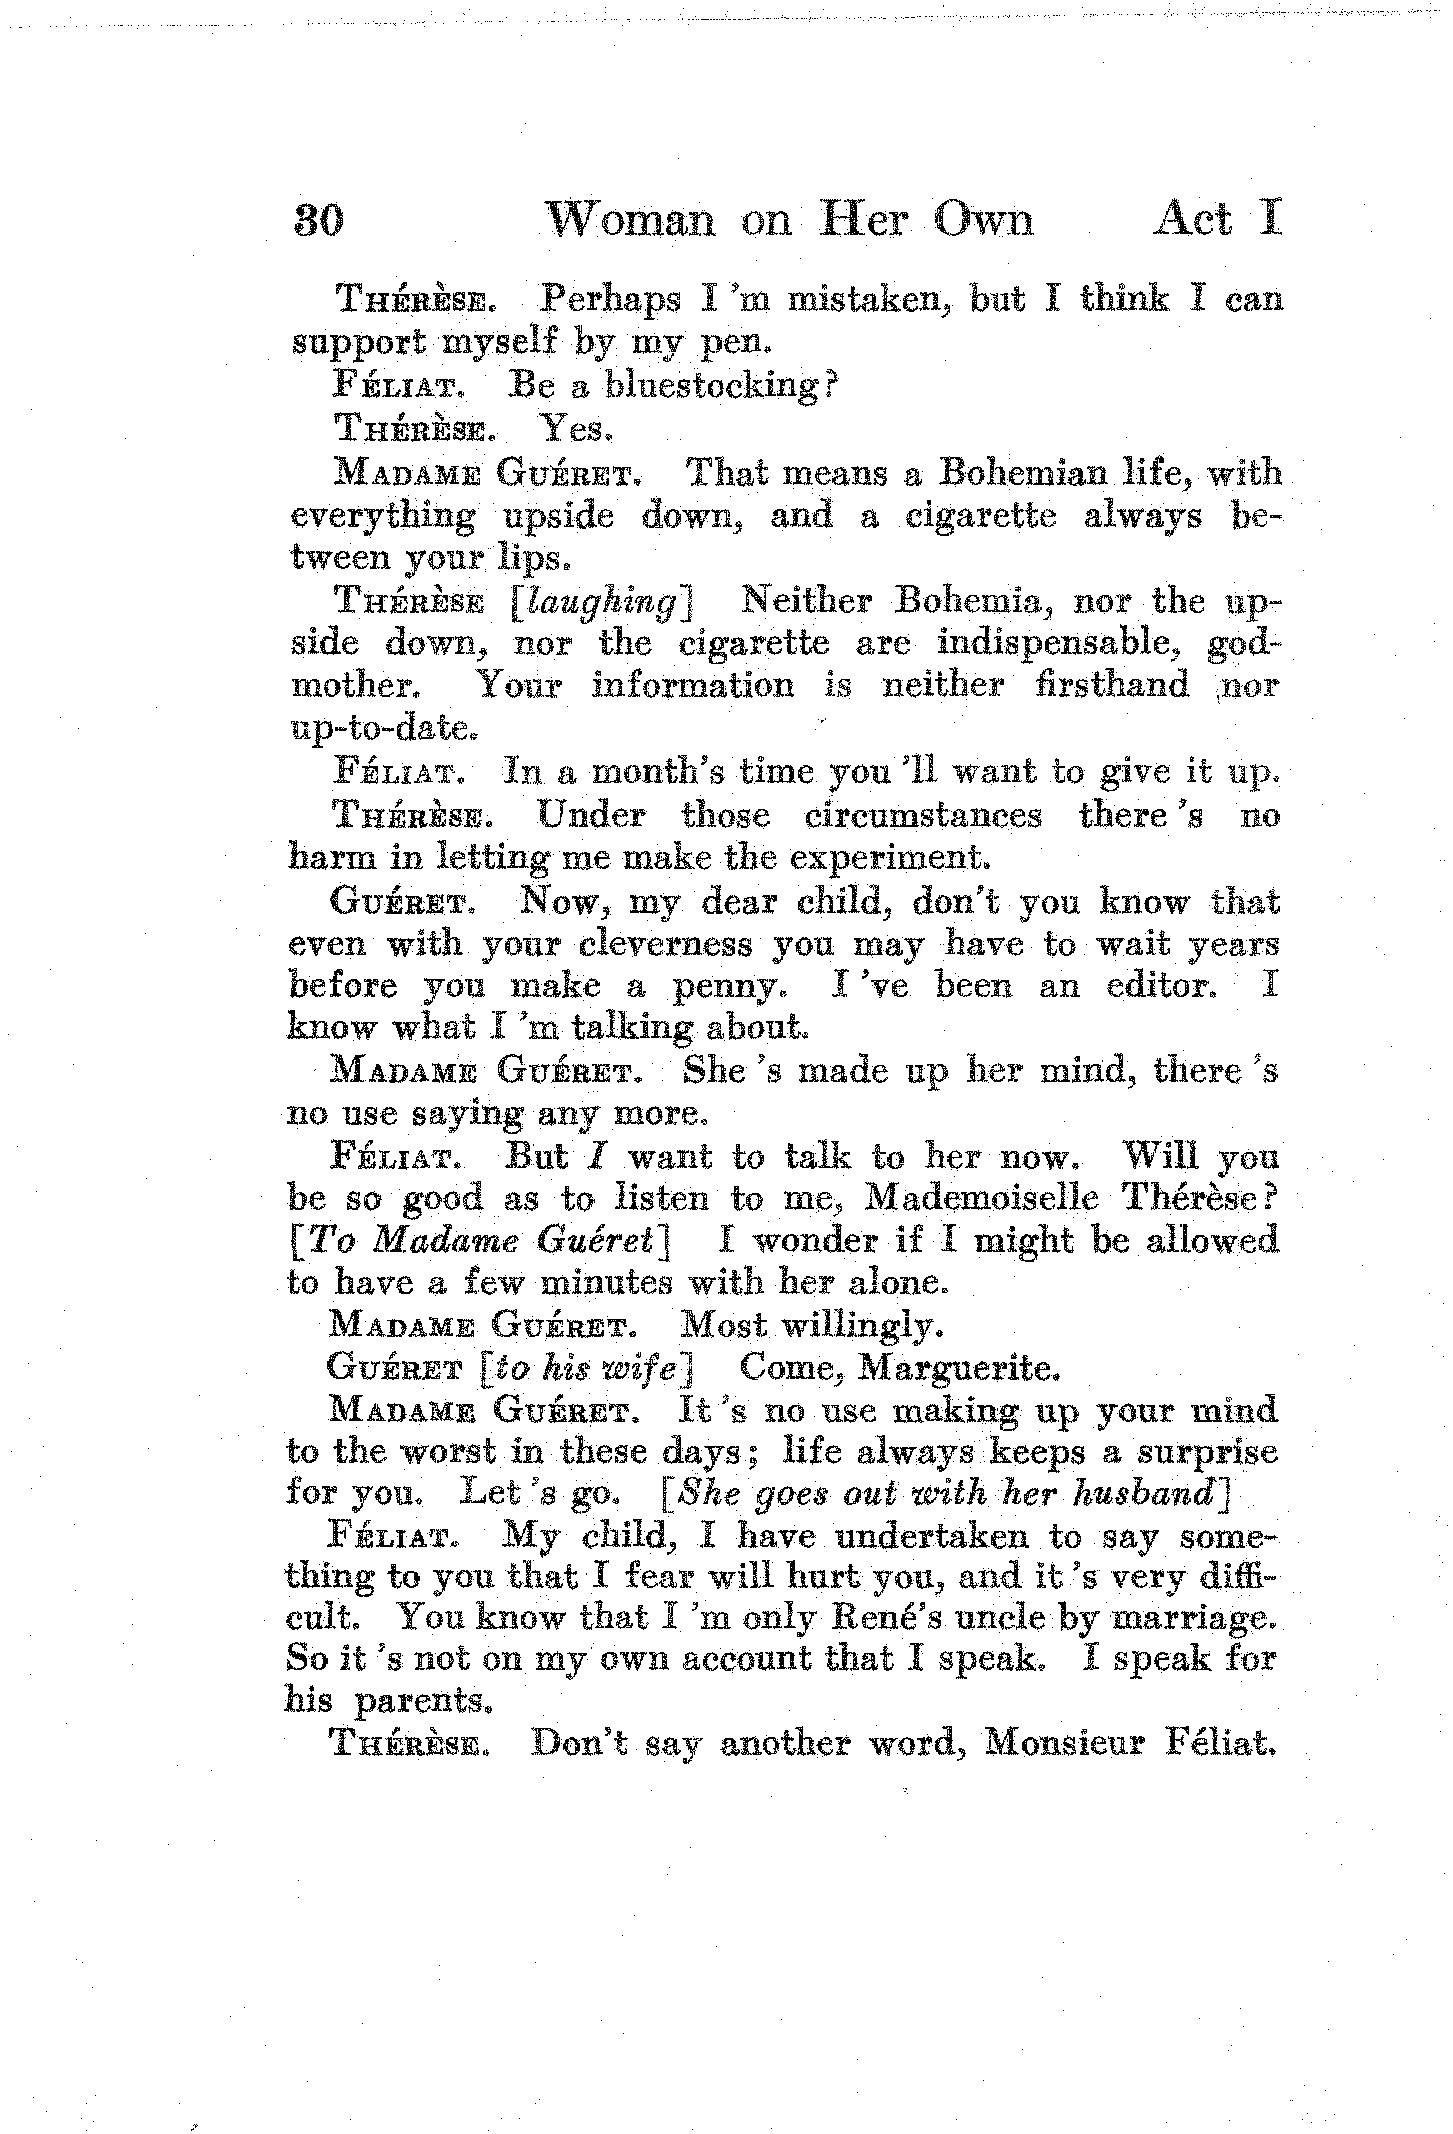 30 Woman on Her Own Act I
THÉRÈSE. Perhaps I 'm mistaken, but I think I can
support myself by my pen.
FÉLIAT. Be a bluestocking?
THÉRÈSE. Yes.
MADAME GUÉRET. That means a Bohemian life, with
everything upside down, and a cigarette always be-
tween your lips.
THÉRÈSE [laughing] Neither Bohemia, nor the up-
side down, nor the cigarette are indispensable, god-
mother. Your information is neither firsthand nor
up-to-date.
FÉLIAT. In a month's time you 'll want to give it up.
THÉRÈSE. Under those circumstances there 's no
harm in letting me make the experiment.
GUÉRET. Now, my dear child, don't you know that
even with your cleverness you may have to wait years
before you make a penny. I 've been an editor. I
know what I 'm talking about.
MADAME GUÉRET. She 's made up her mind, there 's
no use saying any more.
FÉLIAT. But I want to talk to her now. Will you
be so good as to listen to me, Mademoiselle Thérèse?
[To Madame Guéret] I wonder if I might be allowed
to have a few minutes with her alone.
MADAME GUÉRET. Most willingly.
GUÉRET [to his wife] Come, Marguerite.
MADAME GUÉRET. It 's no use making up your mind
to the worst in these days; life always keeps a surprise
for you. Let 's go. [She goes out with her husband]
FÉLIAT. My child, I have undertaken to say some-
thing to you that I fear will hurt you, and it 's very diffi-
cult. You know that I 'm only René's uncle by marriage.
So it 's not on my own account that I speak. I speak for
his parents.
THÉRÈSE. Don't say another word, Monsieur Féliat.